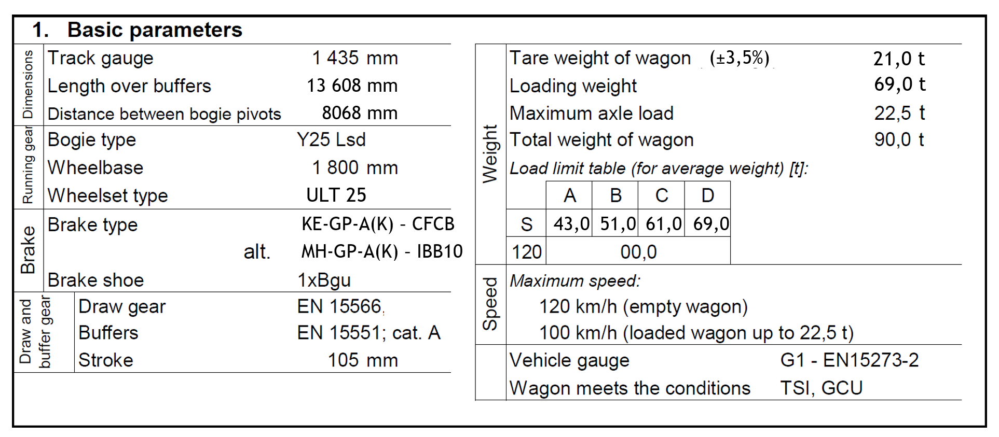 1. Basic parameters
Dimensions
Track gauge 1 435 mm
Length over buffers 13 608 mm
Distance between bogie pivots 8068 mm
Running gear
Bogie type Y25 Lsd
Wheelbase 1 800 mm
Wheelset type ULT 25
Brake
Brake type KE-GP-A(K) - CFCB
alt. MH-GP-A(K) - IBB10
Brake shoe 1xBgu
Draw and
buffer gear
Draw gear EN 15566,
Buffers EN 15551; cat. A
Stroke 105 mm
Weight
Tare weight of wagon (±3,5%) 21,0 t
Loading weight 69,0 t
Maximum axle load 22,5 t
Total weight of wagon 90,0 t
Load limit table (for average weight) [t]:
A B C D
S 43,0 51,0 61,0 69,0
120 00,0
Speed
Maximum speed:
120 km/h (empty wagon)
100 km/h (loaded wagon up to 22,5 t)
Vehicle gauge G1 - EN15273-2
Wagon meets the conditions TSI, GCU